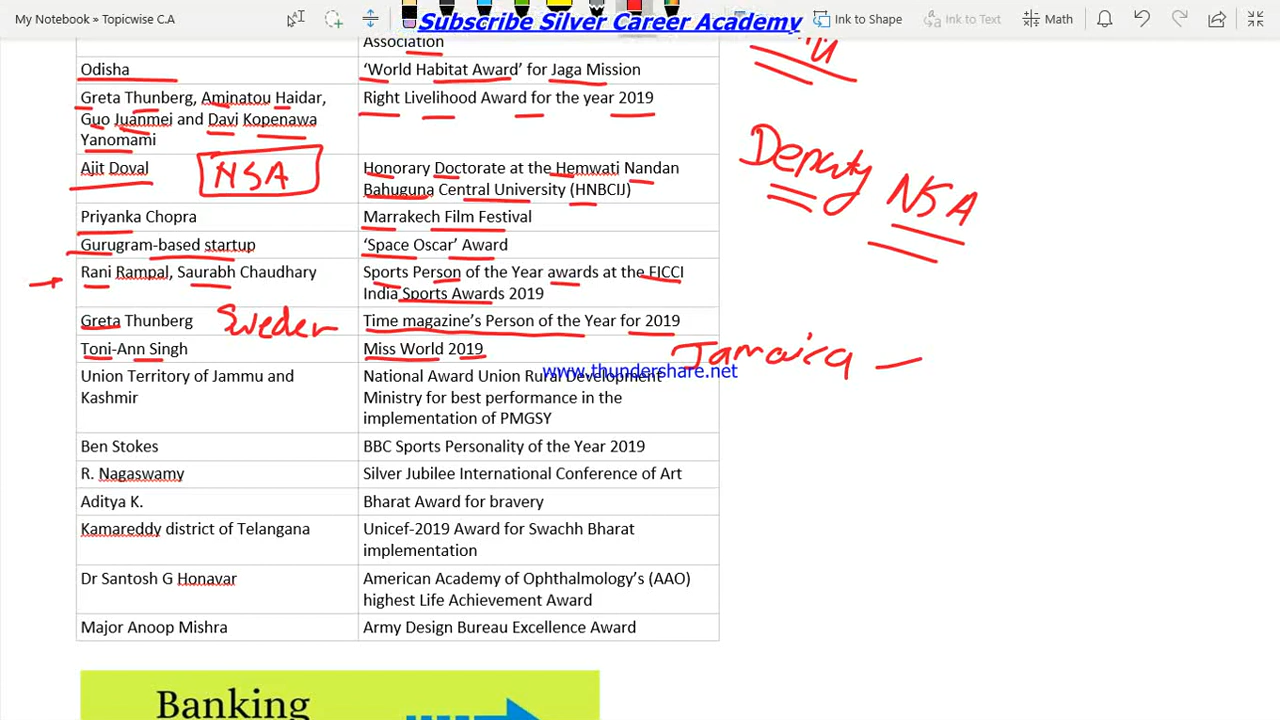 My Notebook » Topicwise C.A
Subscribe Silver Career Academy
Ink to Shape
Ink to Text
Math
Association
Odisha
‘World Habitat Award’ for Jaga Mission
Greta Thunberg, Aminatou Haidar,
Guo Juanmei and Davi Kopenawa
Yanomami
Right Livelihood Award for the year 2019
Deputy NSA
Ajit Doval
NSA
Honorary Doctorate at the Hemwati Nandan
Bahuguna Central University (HNBCIJ)
Priyanka Chopra
Marrakech Film Festival
Gurugram-based startup
‘Space Oscar’ Award
Rani Rampal, Saurabh Chaudhary
Sports Person of the Year awards at the FICCI
India Sports Awards 2019
Greta Thunberg
Sweden
Time magazine’s Person of the Year for 2019
Toni-Ann Singh
Miss World 2019
Jamaica
www.thundershare.net
Union Territory of Jammu and
Kashmir
National Award Union Rural Development
Ministry for best performance in the
implementation of PMGSY
Ben Stokes
BBC Sports Personality of the Year 2019
R. Nagaswamy
Silver Jubilee International Conference of Art
Aditya K.
Bharat Award for bravery
Kamareddy district of Telangana
Unicef-2019 Award for Swachh Bharat
implementation
Dr Santosh G Honavar
American Academy of Ophthalmology’s (AAO)
highest Life Achievement Award
Major Anoop Mishra
Army Design Bureau Excellence Award
Banking